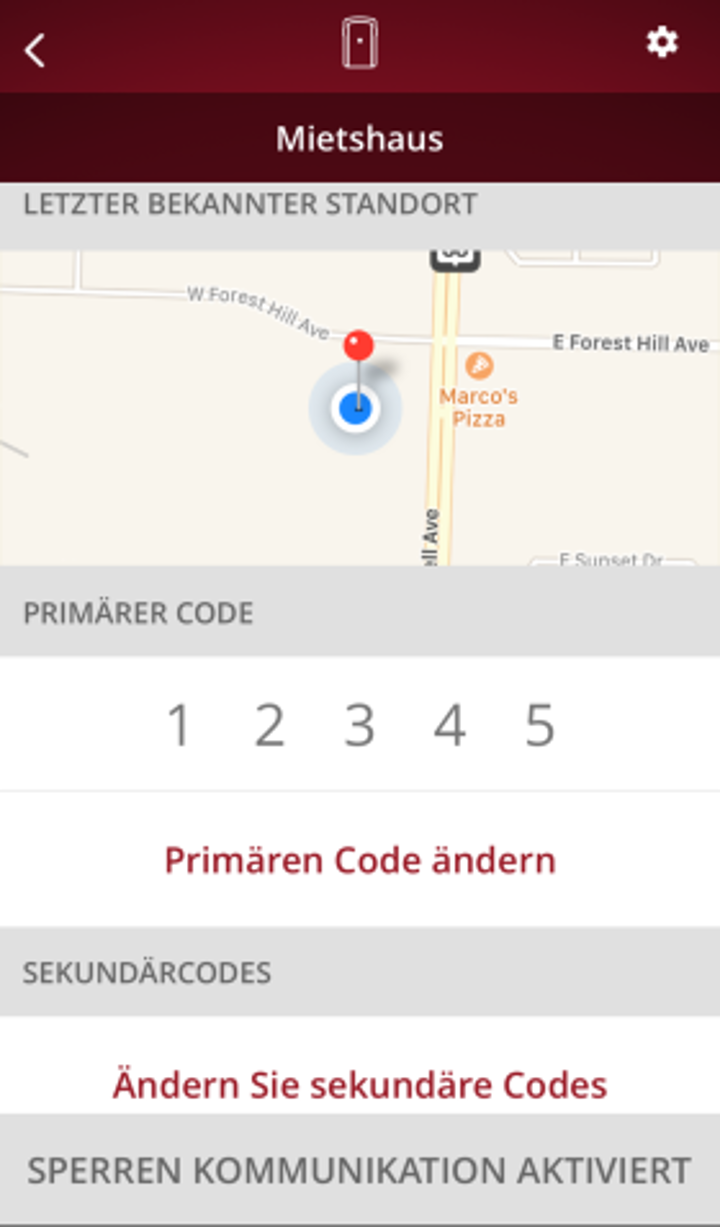 Mietshaus
LETZTER BEKANNTER STANDORT
W Forest Hill Ave
E Forest Hill Ave
Marco's
Pizza
Ave
E Sunset Dr
PRIMÄRER CODE
1 2 3 4 5
Primären Code ändern
SEKUNDÄRCODES
Ändern Sie sekundäre Codes
SPERREN KOMMUNIKATION AKTIVIERT